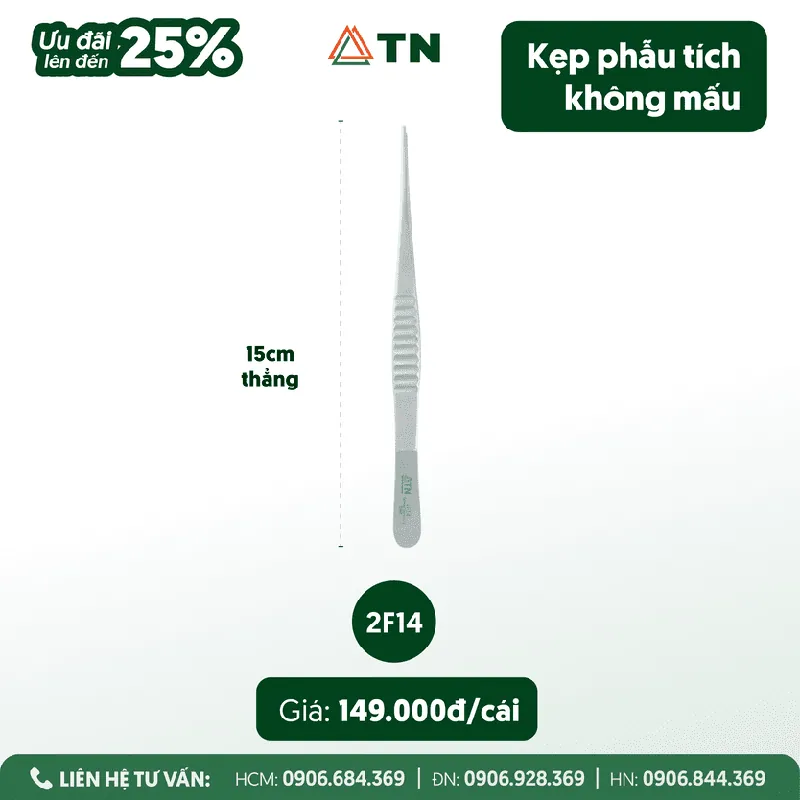 Ưu đãi
lên đến 25%
TN
Kẹp phẫu tích
không mấu
15cm
thẳng
TN
2F14
Giá: 149.000đ/cái
LIÊN HỆ TƯ VẤN: HCM: 0906.684.369 | ĐN: 0906.928.369 | HN: 0906.844.369